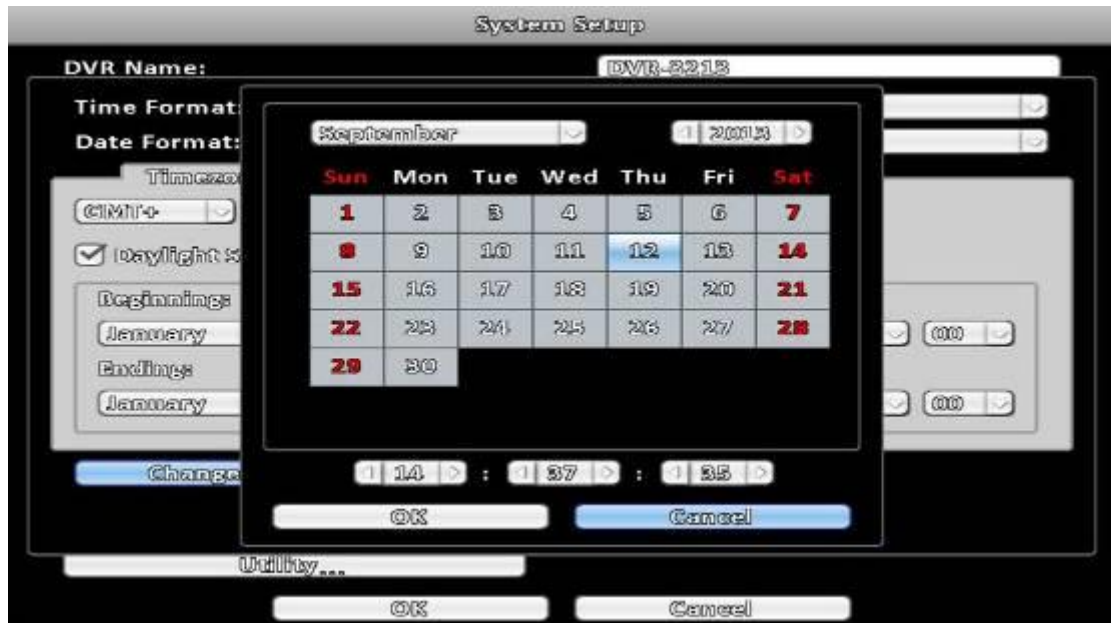 System Setup
DVR Name: DVR-3213
Time Format:
Date Format:
September 2013
Sun Mon Tue Wed Thu Fri Sat
1 2 3 4 5 6 7
8 9 10 11 12 13 14
15 16 17 18 19 20 21
22 23 24 25 26 27 28
29 30
GMT+
Daylight
Beginning:
January 00
Ending:
January 00
Change
14 : 37 : 35
OK Cancel
Utility...
OK Cancel